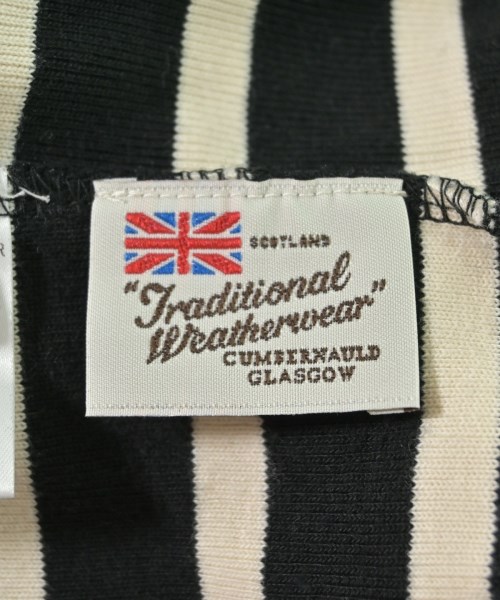 SCOTLAND
"Traditional
Weatherwear"
CUMBERNAULD
GLASGOW
R